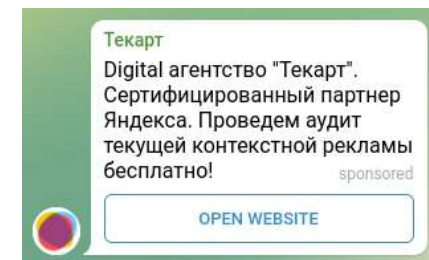 Текарт
Digital агентство "Текарт".
Сертифицированный партнер
Яндекса. Проведем аудит
текущей контекстной рекламы
бесплатно!
sponsored
OPEN WEBSITE